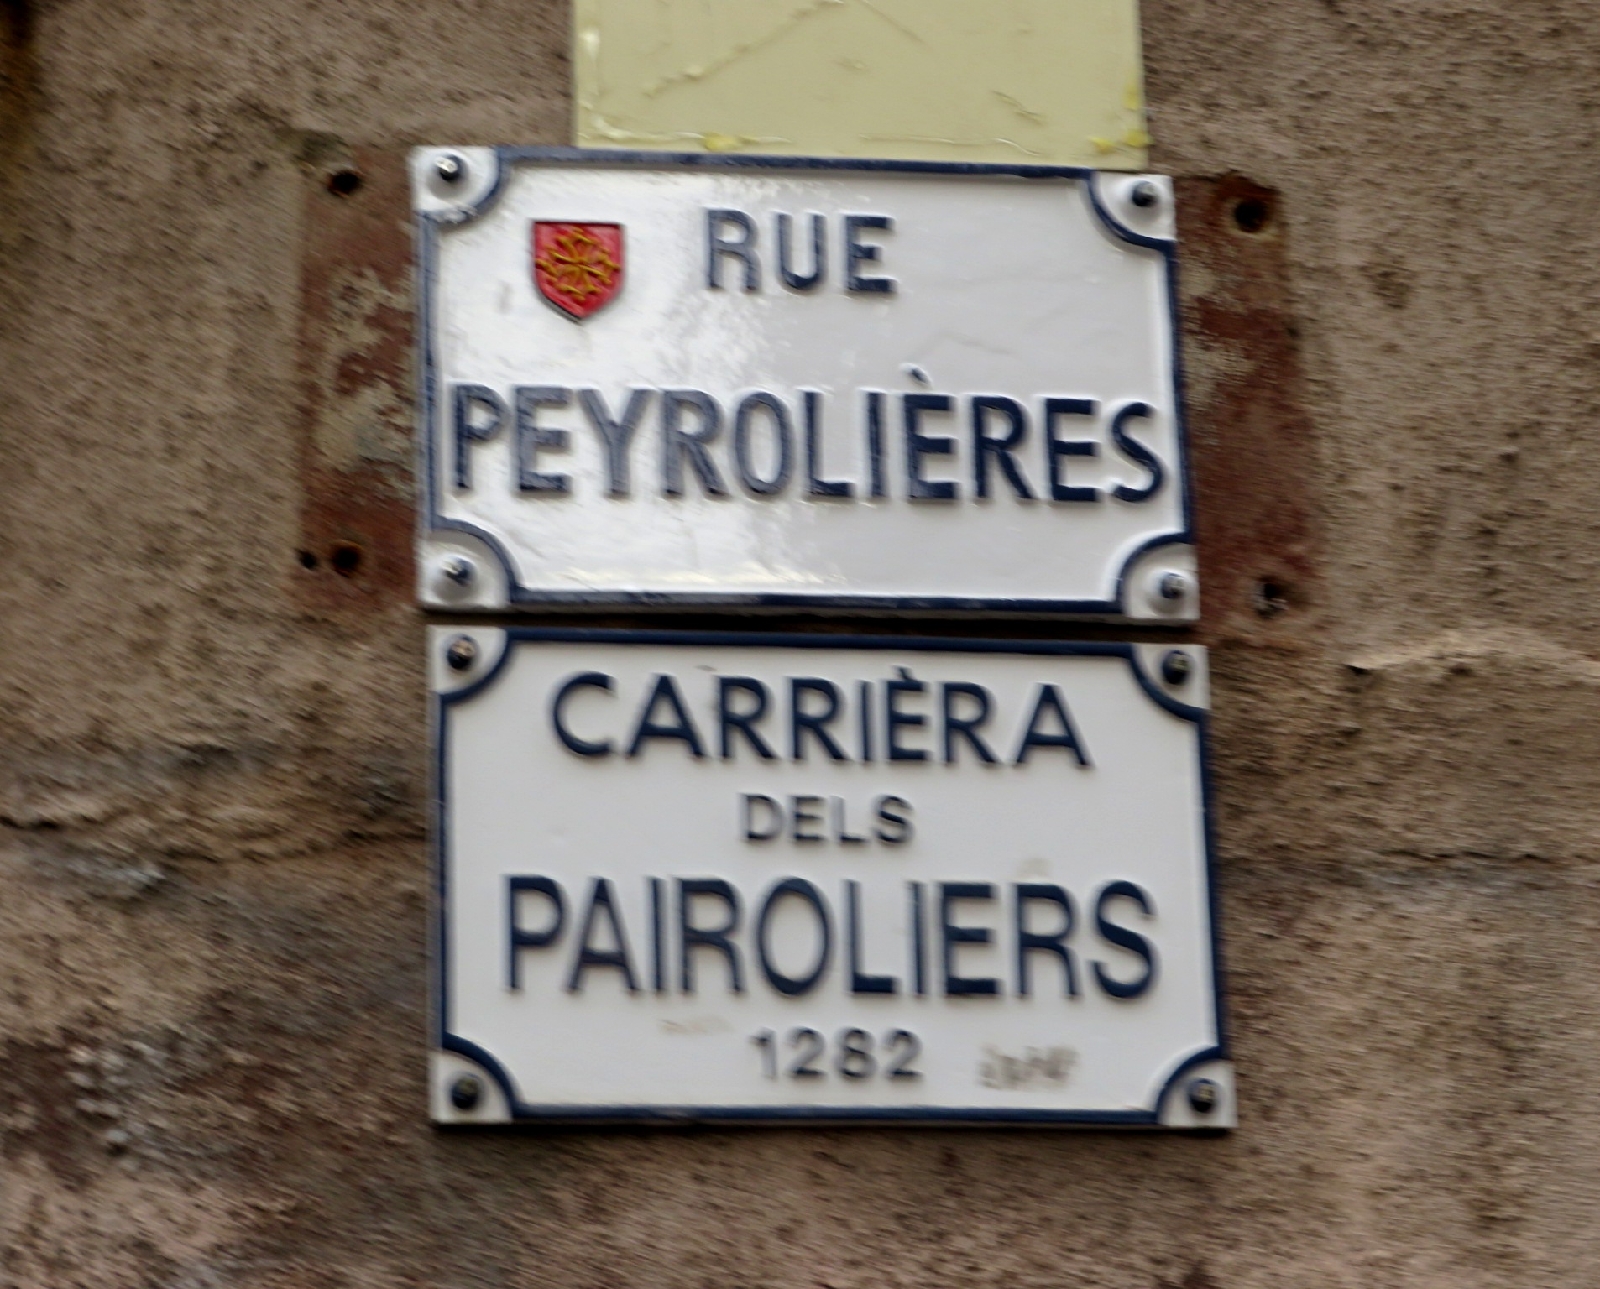 RUE
PEYROLIÈRES
CARRIÈRA
DELS
PAIROLIERS
1282